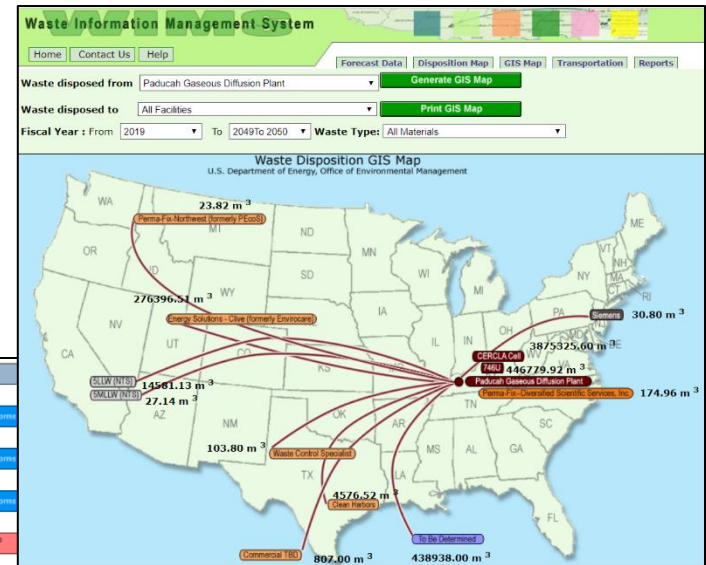 Waste Information Management System
Home Contact Us Help
Forecast Data Disposition Map GIS Map Transportation Reports
Waste disposed from Paducah Gaseous Diffusion Plant Generate GIS Map
Waste disposed to All Facilities Print GIS Map
Fiscal Year : From 2019 To 2049To 2050 Waste Type: All Materials
Waste Disposition GIS Map
U.S. Department of Energy, Office of Environmental Management
WA
23.82 m 3
Perma-Fix-Northwest (formerly PEcoS)
MT
ND
MN
ME
OR
ID
SD
WI
MI
NY
VT
NH
MA
CT
RI
276396.51 m 3
WY
IA
PA
Siemens 30.80 m 3
Energy Solutions - Clive (formerly Envirocare)
NV
UT
CO
IL
IN
OH
3875325.60 m 3
MD
DE
CERCLA Cell
WV
VA
CA
KS
746U 446779.92 m 3
5LLW (NTS)
14581.13 m 3
Paducah Gaseous Diffusion Plant
5MLLW (NTS)
27.14 m 3
Perma-Fix--Diversified Scientific Services, Inc. 174.96 m 3
TN
AZ
NM
OK
AR
SC
103.80 m 3
Waste Control Specialist
MS
AL
GA
TX
LA
4576.52 m 3
Clean Harbors
FL
To Be Determined
Commercial TBD
807.00 m 3
438938.00 m 3